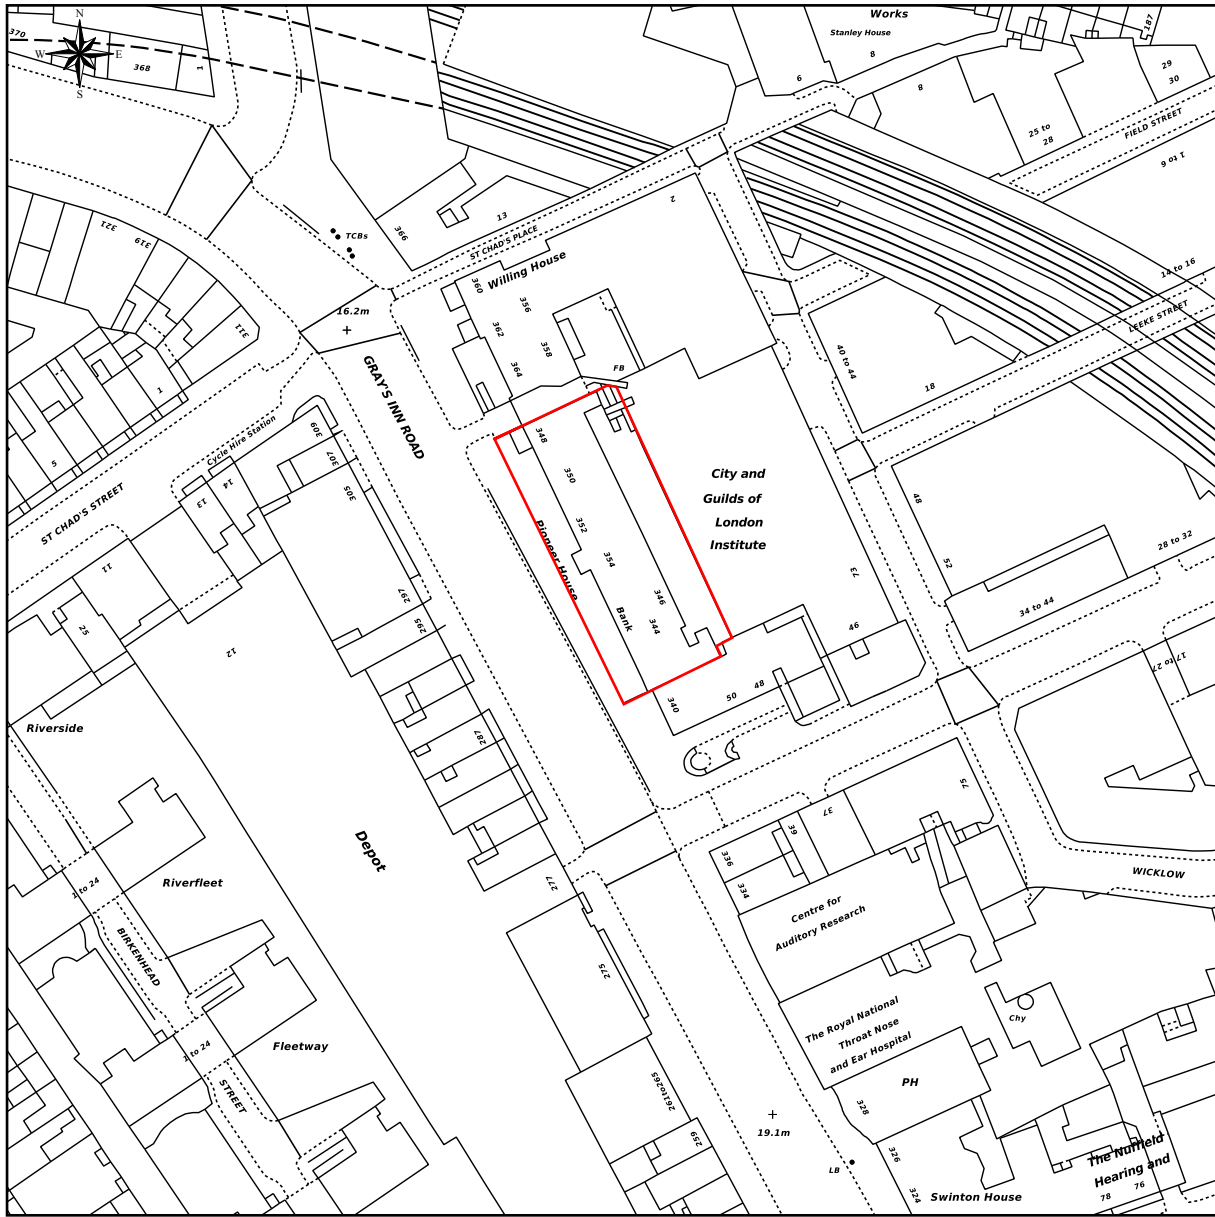 N
W
E
S
370
368
1
Works
Stanley House
8
6
8
187
29
30
25 to
28
FIELD STREET
1 to 6
321
319
311
TCBs
366
13
ST CHAD'S PLACE
2
Willing House
360
356
362
358
364
FB
16.2m
GRAY'S INN ROAD
14 to 16
LEEKE STREET
40 to 44
18
1
5
Cycle Hire Station
309
307
305
14
13
ST CHAD'S STREET
11
25
297
295
12
348
350
352
354
346
344
Pioneer House
Bank
City and
Guilds of
London
Institute
48
52
73
28 to 32
34 to 44
46
48
50
340
17 to 27
Riverside
287
Depot
277
275
75
37
39
336
334
WICKLOW
Centre for
Auditory Research
1 to 24
Riverfleet
BIRKENHEAD
1 to 24
Fleetway
STREET
The Royal National
Throat Nose
and Ear Hospital
Chy
PH
328
326
324
261to265
259
19.1m
LB
Swinton House
The Nuffield
Hearing and
78
76